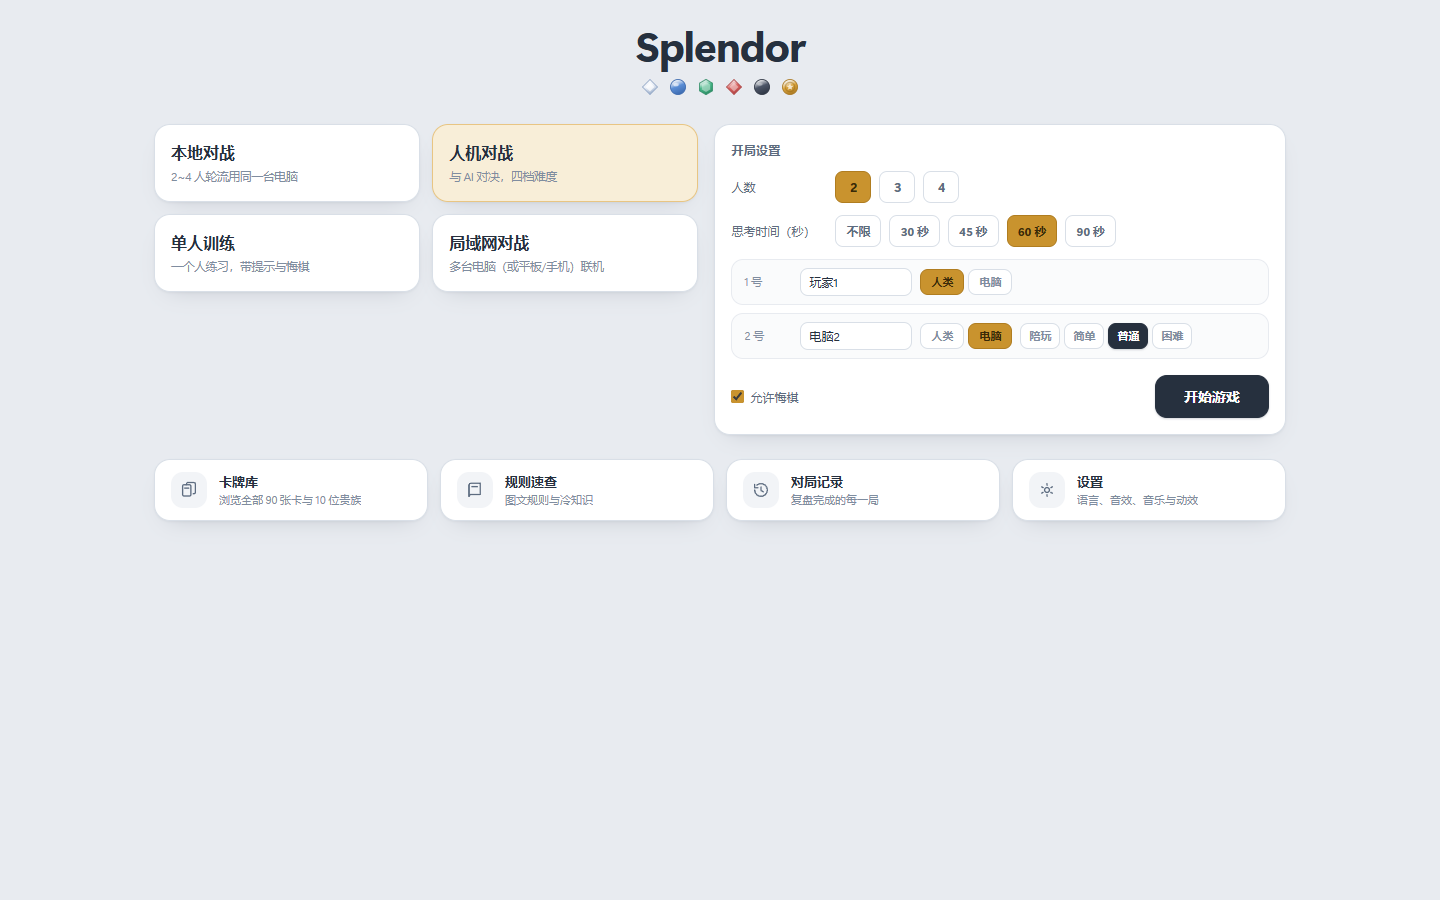 Splendor
本地对战
2~4 人轮流用同一台电脑
人机对战
与 AI 对决，四档难度
单人训练
一个人练习，带提示与悔棋
局域网对战
多台电脑（或平板/手机）联机
开局设置
人数 2 3 4
思考时间（秒） 不限 30 秒 45 秒 60 秒 90 秒
1 号 玩家1 人类 电脑
2 号 电脑2 人类 电脑 陪玩 简单 普通 困难
允许悔棋 开始游戏
卡牌库
浏览全部 90 张卡与 10 位贵族
规则速查
图文规则与冷知识
对局记录
复盘完成的每一局
设置
语言、音效、音乐与动效